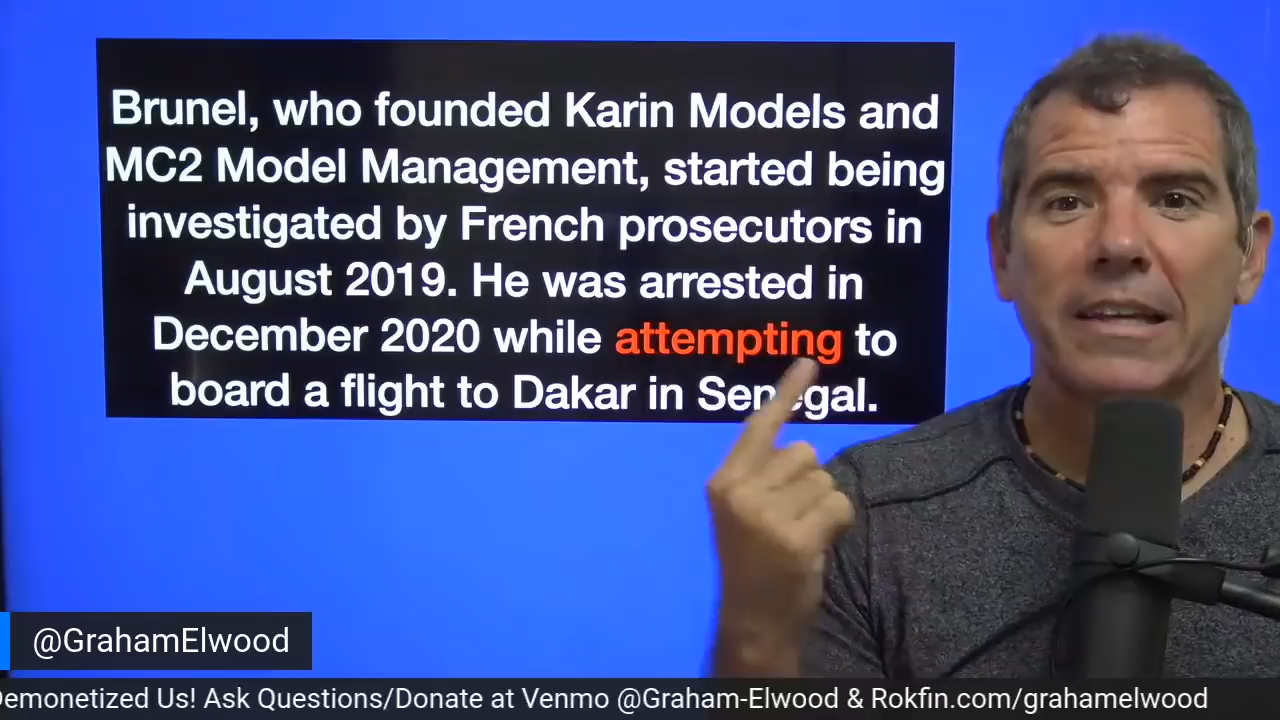 Brunel, who founded Karin Models and
MC2 Model Management, started being
investigated by French prosecutors in
August 2019. He was arrested in
December 2020 while attempting to
board a flight to Dakar in Senegal.
@GrahamElwood
Demonetized Us! Ask Questions/Donate at Venmo @Graham-Elwood & Rokfin.com/grahamelwood